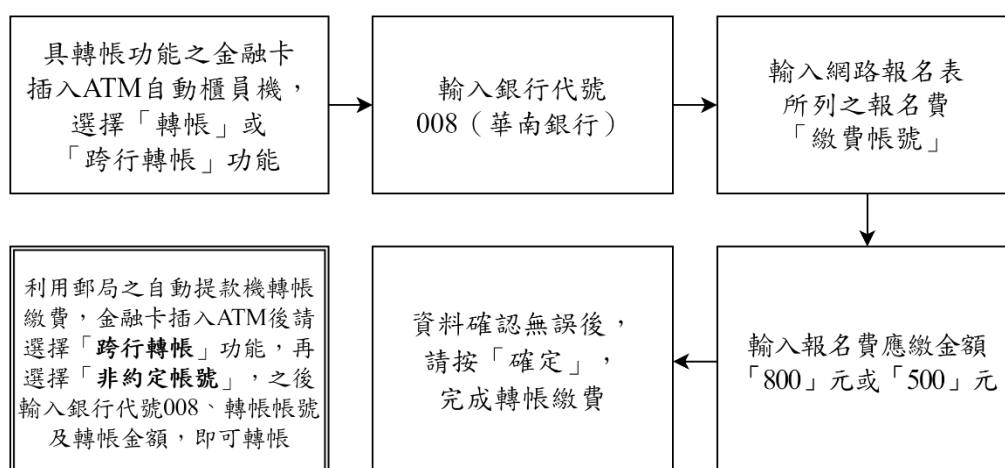 具轉帳功能之金融卡
插入ATM自動櫃員機，
選擇「轉帳」或
「跨行轉帳」功能
輸入銀行代號
008（華南銀行）
輸入網路報名表
所列之報名費
「繳費帳號」
輸入報名費應繳金額
「800」元或「500」元
資料確認無誤後，
請按「確定」，
完成轉帳繳費
利用郵局之自動提款機轉帳
繳費，金融卡插入ATM後請
選擇「跨行轉帳」功能，再
選擇「非約定帳號」，之後
輸入銀行代號008、轉帳帳號
及轉帳金額，即可轉帳